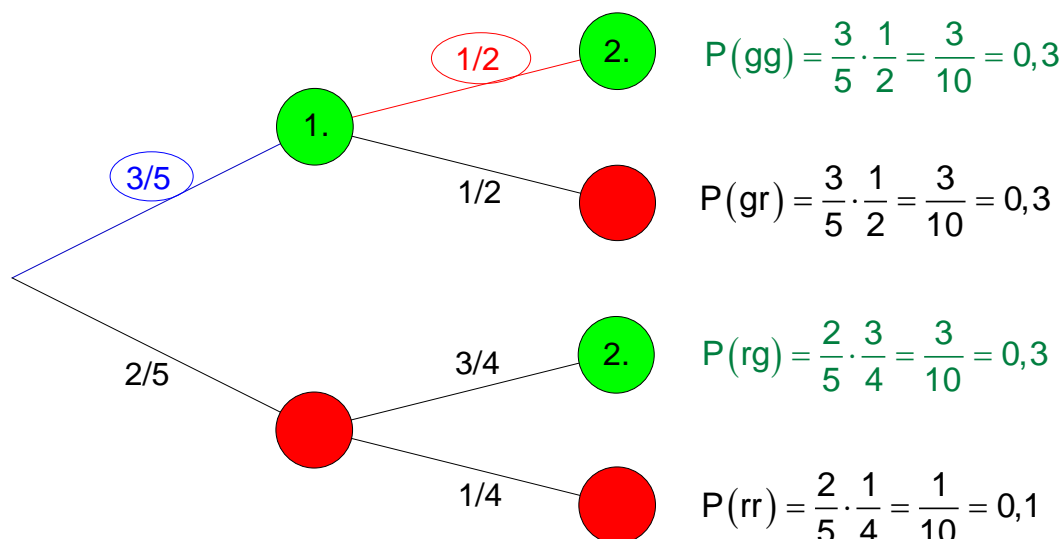 1/2
2.
P(gg) = 3/5 · 1/2 = 3/10 = 0,3
1.
3/5
1/2
P(gr) = 3/5 · 1/2 = 3/10 = 0,3
2/5
3/4
2.
P(rg) = 2/5 · 3/4 = 3/10 = 0,3
1/4
P(rr) = 2/5 · 1/4 = 1/10 = 0,1